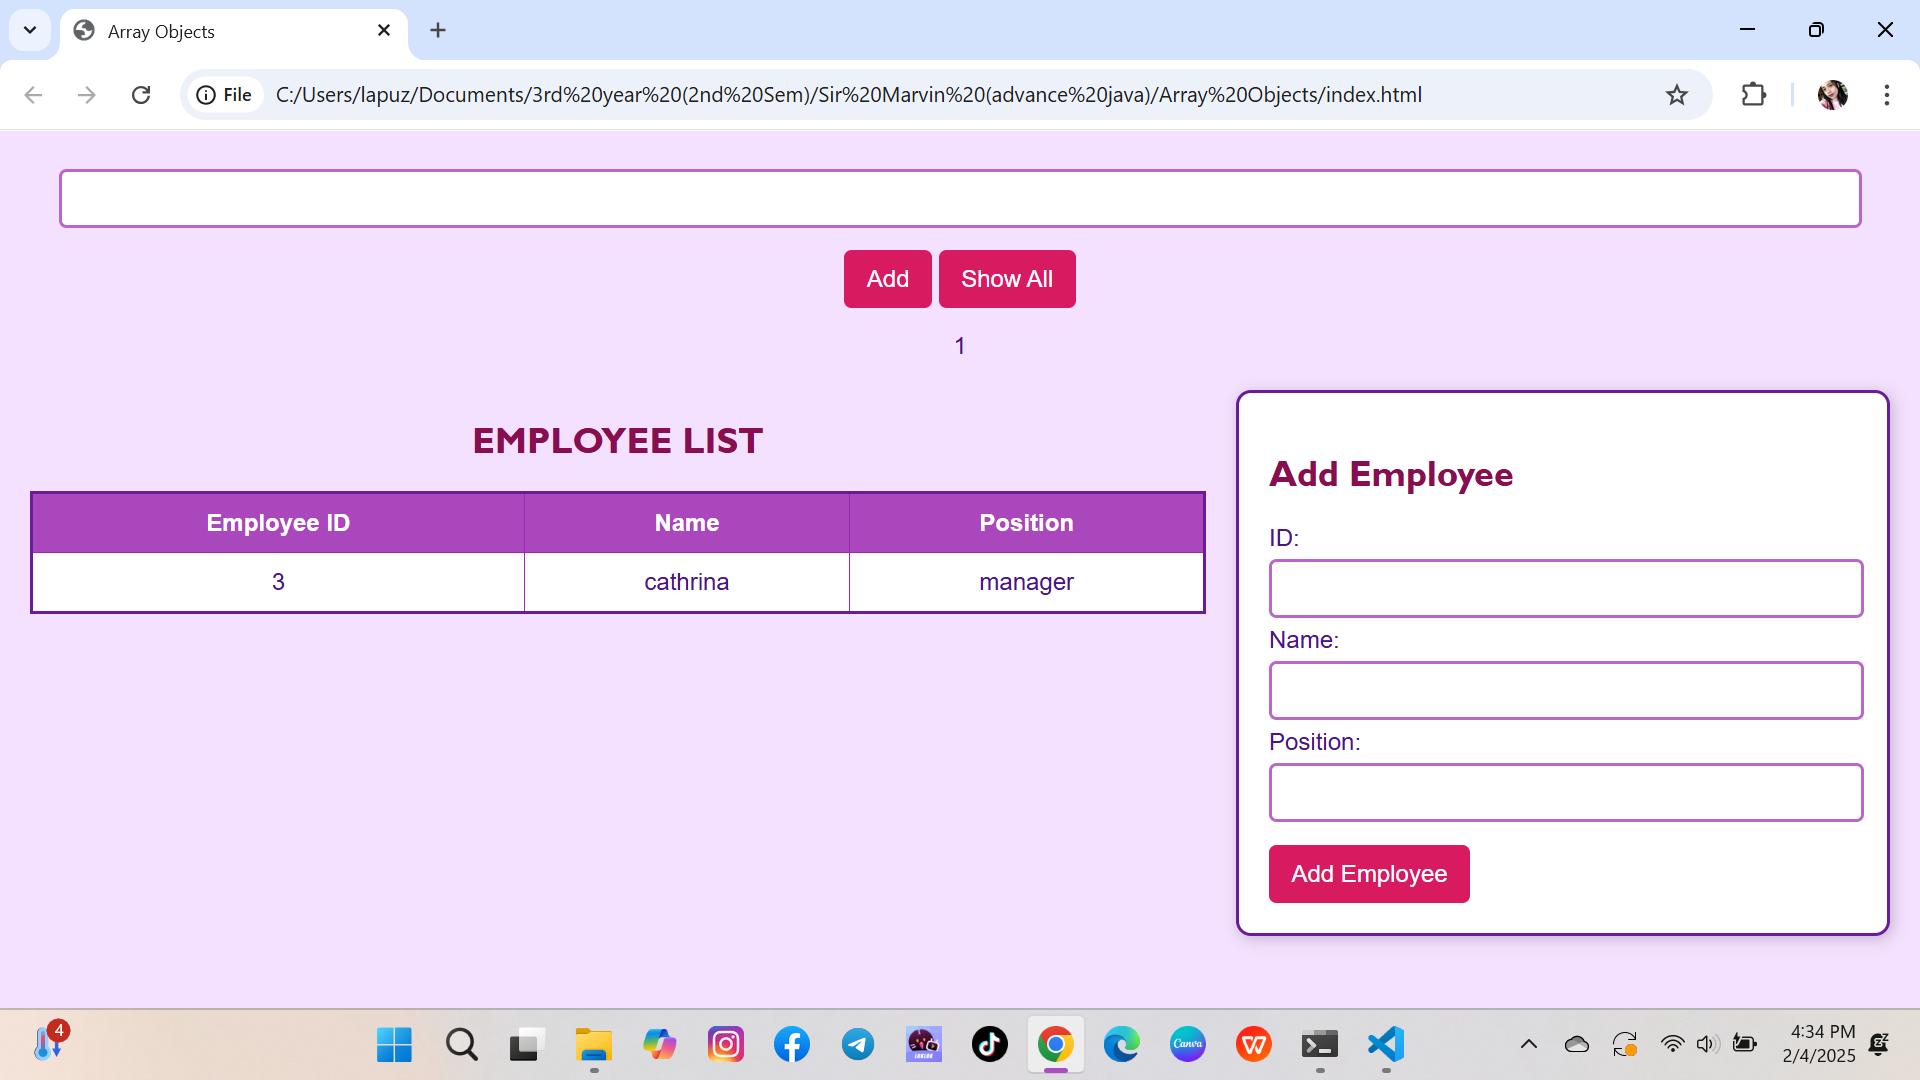 Array Objects
File C:/Users/lapuz/Documents/3rd%20year%20(2nd%20Sem)/Sir%20Marvin%20(advance%20java)/Array%20Objects/index.html
Add Show All
1
EMPLOYEE LIST
Employee ID Name Position
3 cathrina manager
Add Employee
ID:
Name:
Position:
Add Employee
4
LOKLOK
Canva
4:34 PM
2/4/2025